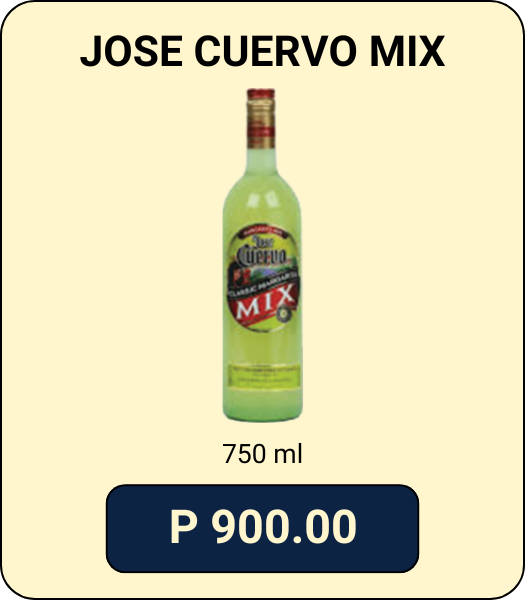 JOSE CUERVO MIX
Jose
Cuervo
CLASSIC MARGARITA
MIX
750 ml
P 900.00